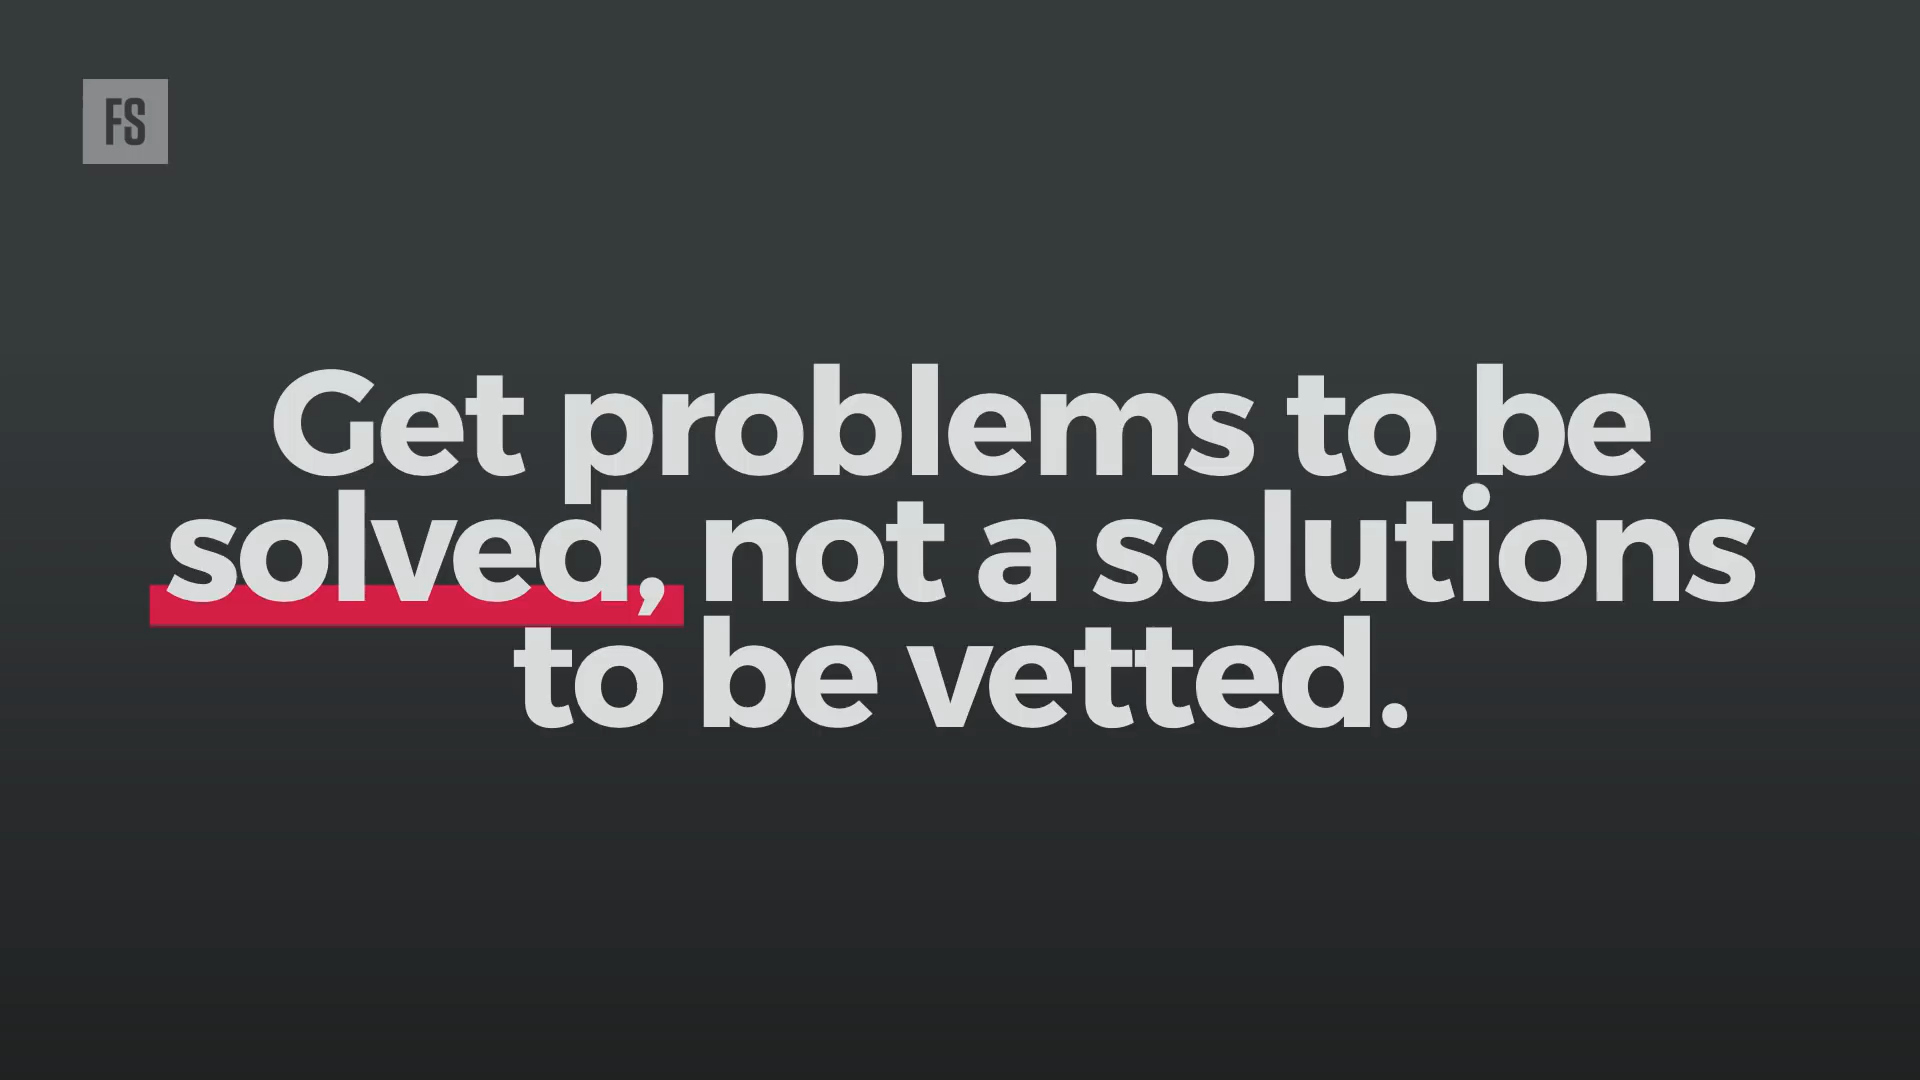 FS
Get problems to be
solved, not a solutions
to be vetted.